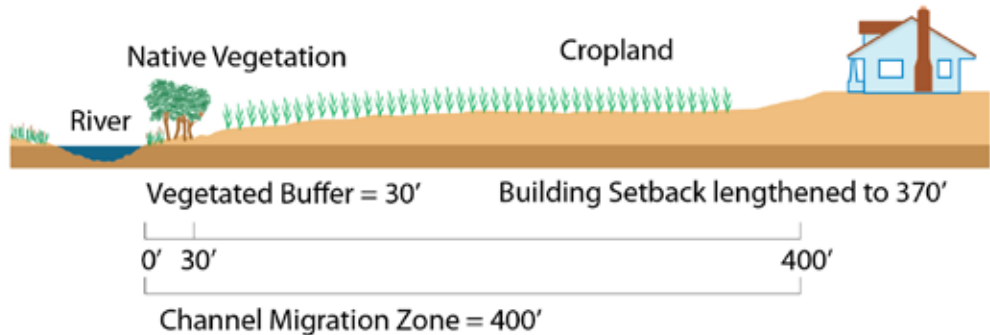 Native Vegetation
Cropland
River
Vegetated Buffer = 30′
Building Setback lengthened to 370′
0′ 30′ 400′
Channel Migration Zone = 400′